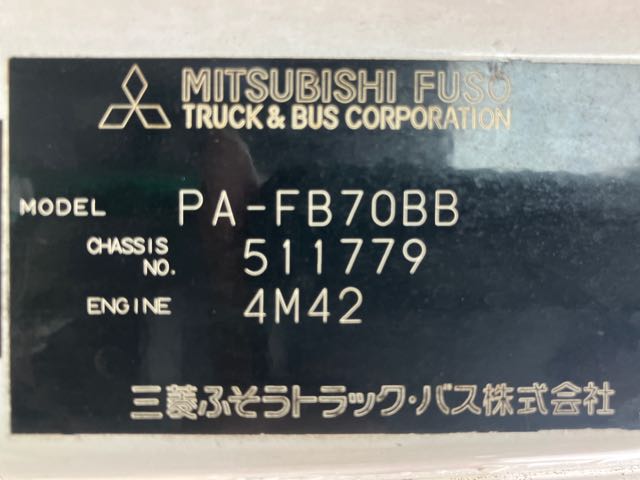 MITSUBISHI FUSO
TRUCK & BUS CORPORATION
MODEL PA-FB70BB
CHASSIS NO. 511779
ENGINE 4M42
三菱ふそうトラック・バス株式会社